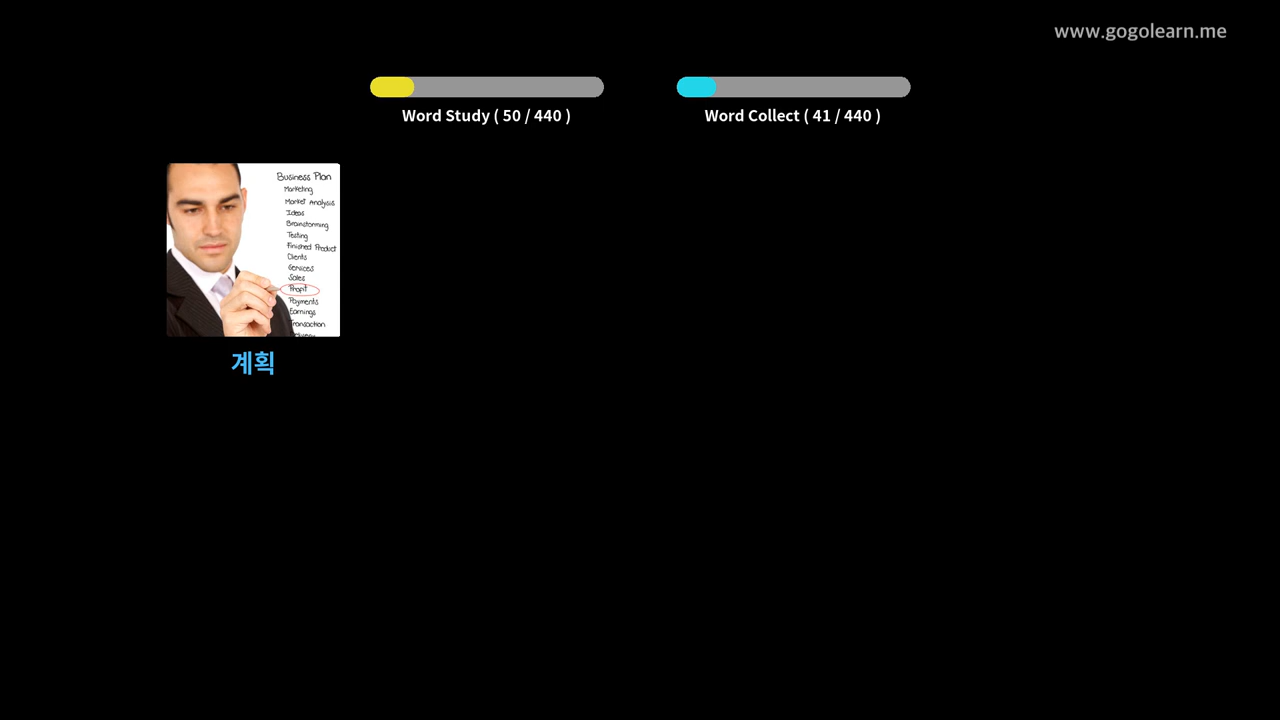 www.gogolearn.me
Word Study ( 50 / 440 )
Word Collect ( 41 / 440 )
Business Plan
Marketing
Market Analysis
Ideas
Brainstorming
Testing
Finished Product
Clients
Services
Sales
Profit
Payments
Earnings
Transaction
계획